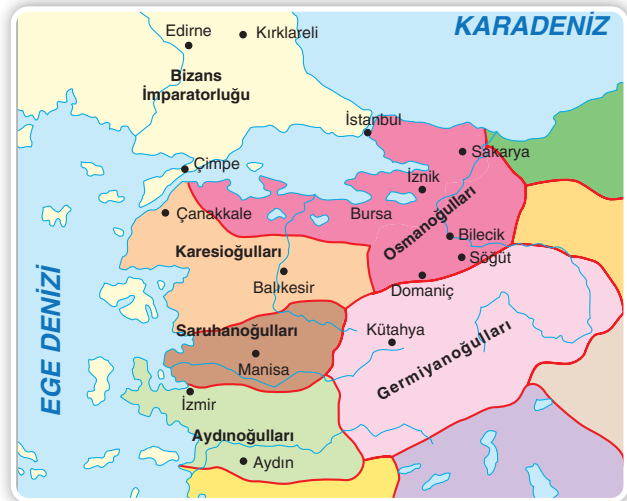 KARADENİZ
Edirne
Kırklareli
Bizans
İmparatorluğu
İstanbul
Sakarya
Çimpe
İznik
Çanakkale
Bursa
Osmanoğulları
Bilecik
Karesioğulları
Söğüt
Balıkesir
Domaniç
EGE DENİZİ
Saruhanoğulları
Kütahya
Manisa
Germiyanoğulları
İzmir
Aydınoğulları
Aydın